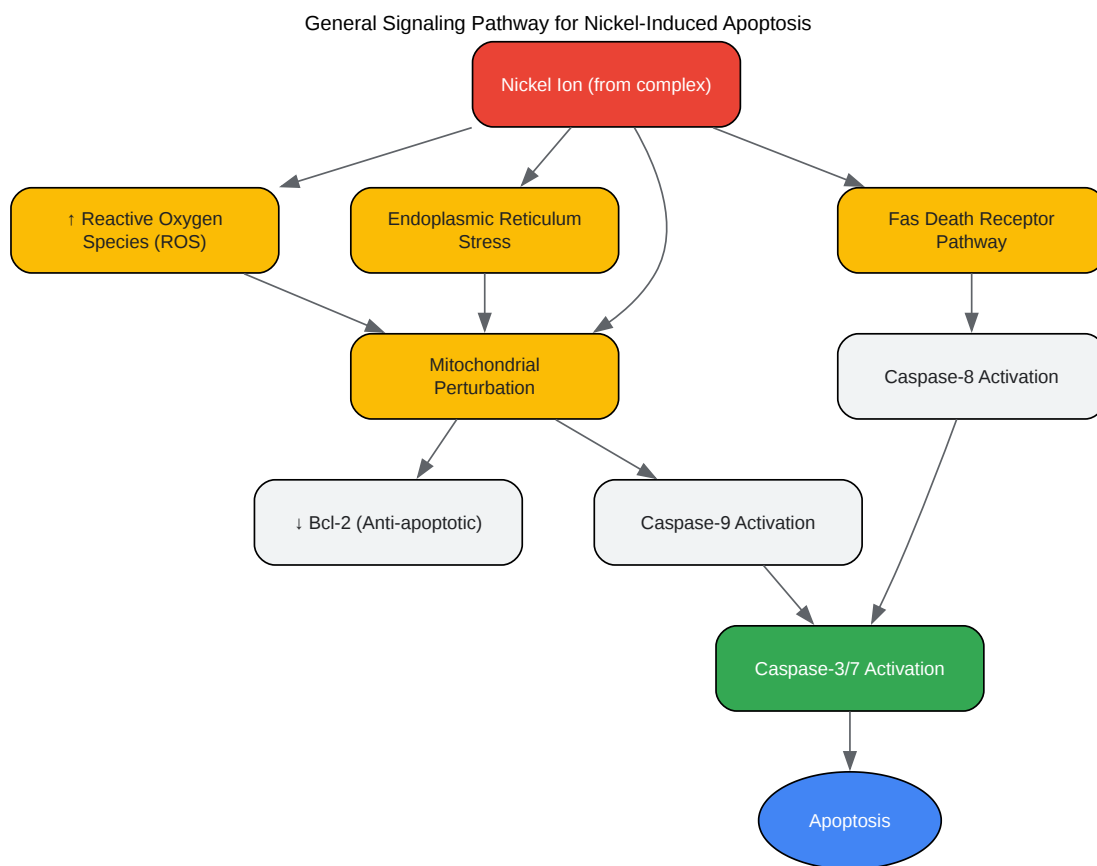 General Signaling Pathway for Nickel-Induced Apoptosis
Nickel Ion (from complex)
↑ Reactive Oxygen
Species (ROS)
Endoplasmic Reticulum
Stress
Fas Death Receptor
Pathway
Mitochondrial
Perturbation
Caspase-8 Activation
↓ Bcl-2 (Anti-apoptotic)
Caspase-9 Activation
Caspase-3/7 Activation
Apoptosis